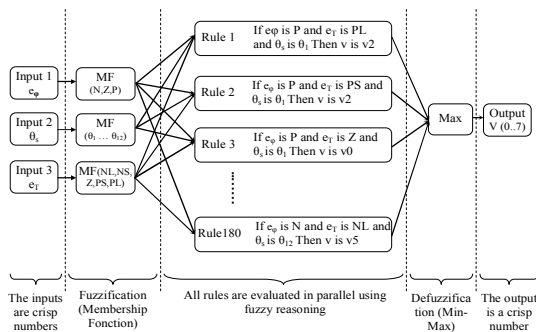 Input 1
eφ
MF
(N,Z,P)
Input 2
θs
MF
(θ1 … θ12)
Input 3
eT
MF(NL,NS,
Z,PS,PL)
Rule 1
If eφ is P and eT is PL
and θs is θ1 Then v is v2
Rule 2
If eφ is P and eT is PS and
θs is θ1 Then v is v2
Rule 3
If eφ is P and eT is Z and
θs is θ1 Then v is v0
Rule180
If eφ is N and eT is NL and
θs is θ12 Then v is v5
Max
Output
V (0..7)
The inputs
are crisp
numbers
Fuzzification
(Membership
Fonction)
All rules are evaluated in parallel using
fuzzy reasoning
Defuzzifica
tion (Min-
Max)
The output
is a crisp
number